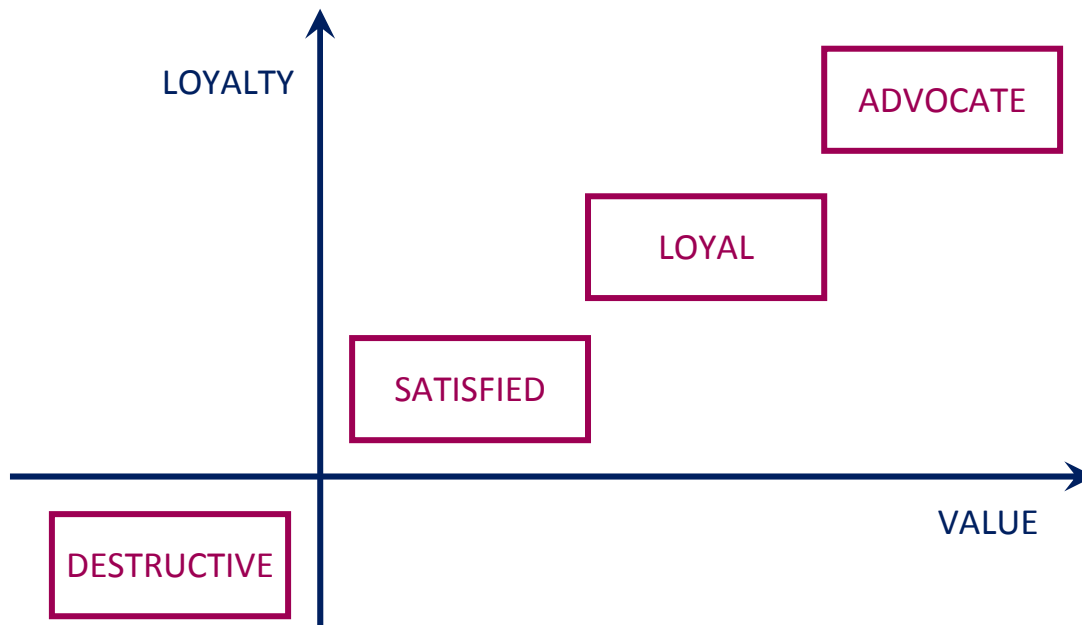 LOYALTY
ADVOCATE
LOYAL
SATISFIED
VALUE
DESTRUCTIVE